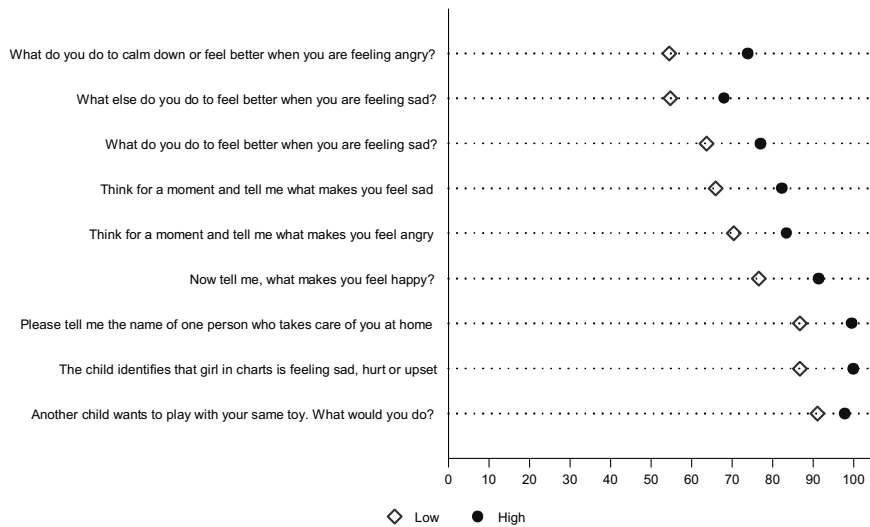 What do you do to calm down or feel better when you are feeling angry?
What else do you do to feel better when you are feeling sad?
What do you do to feel better when you are feeling sad?
Think for a moment and tell me what makes you feel sad
Think for a moment and tell me what makes you feel angry
Now tell me, what makes you feel happy?
Please tell me the name of one person who takes care of you at home
The child identifies that girl in charts is feeling sad, hurt or upset
Another child wants to play with your same toy. What would you do?
0 10 20 30 40 50 60 70 80 90 100
Low High